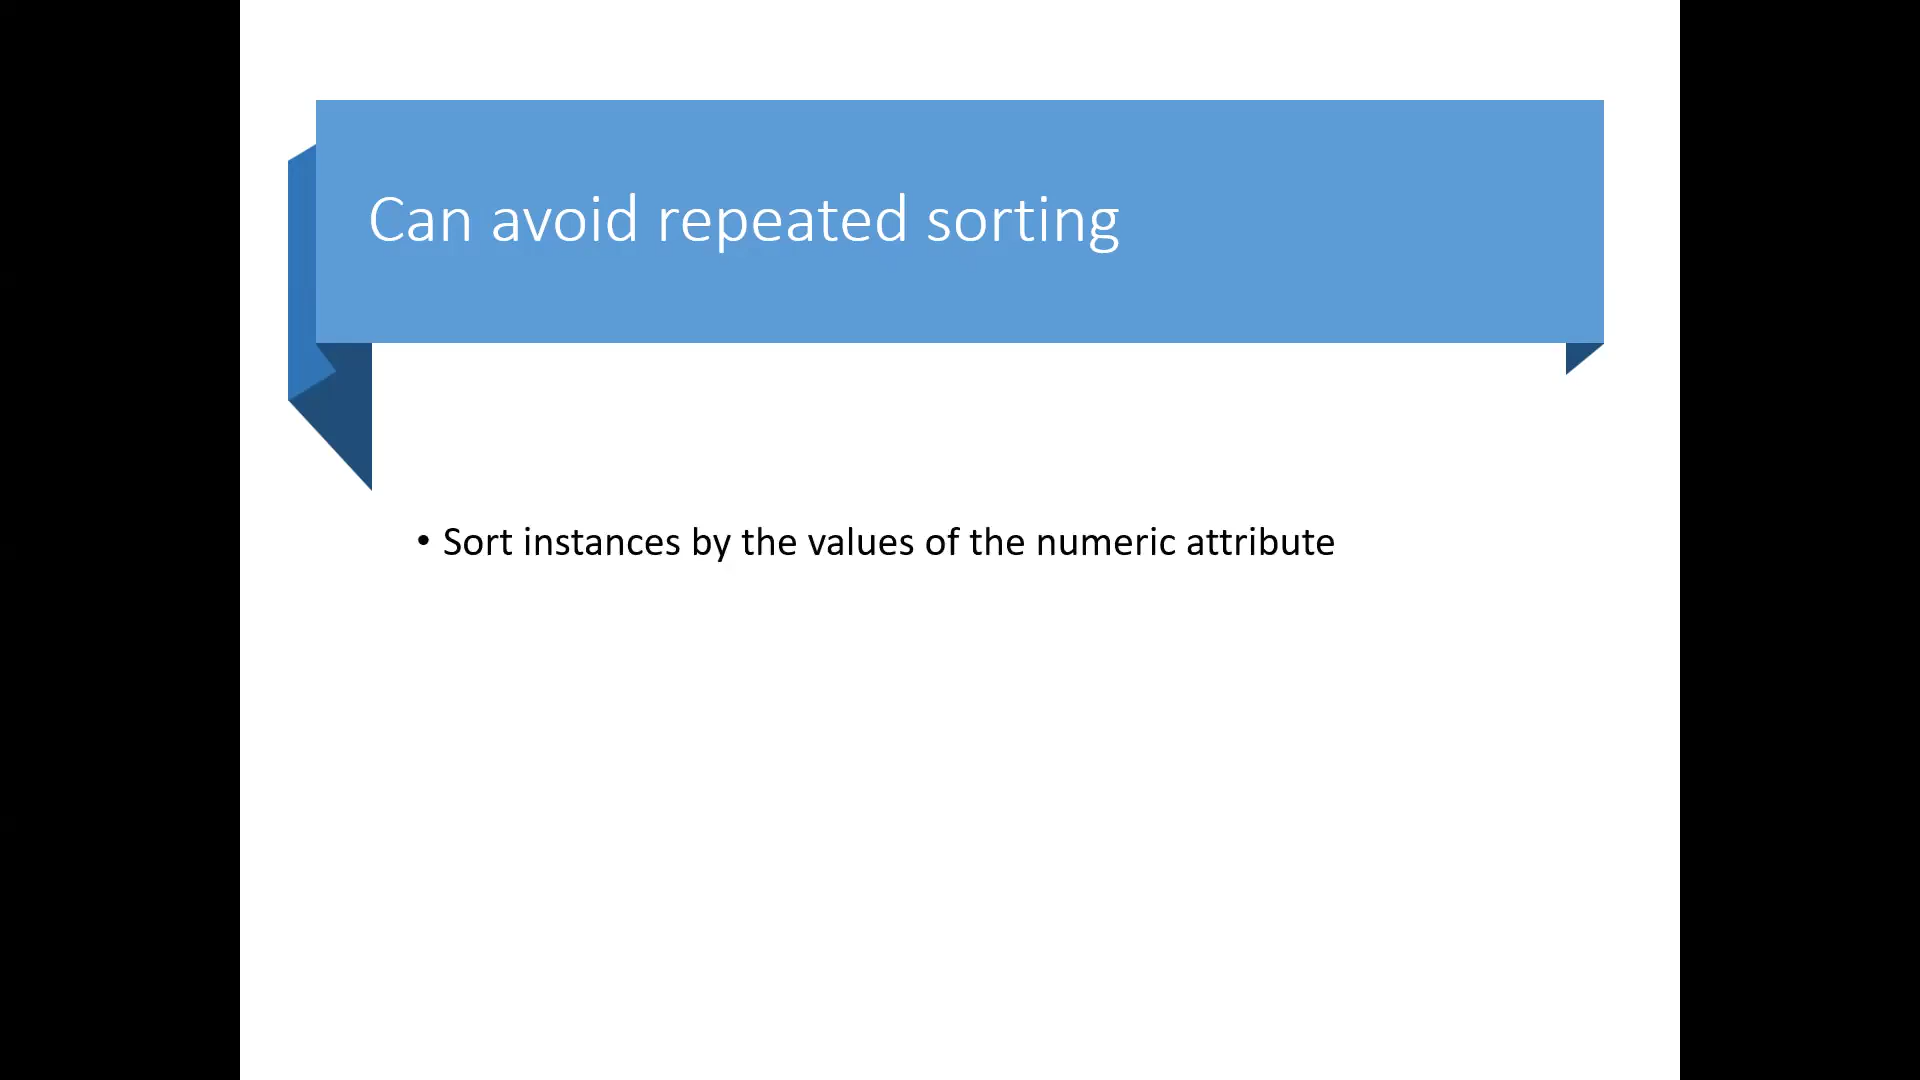 Can avoid repeated sorting
• Sort instances by the values of the numeric attribute